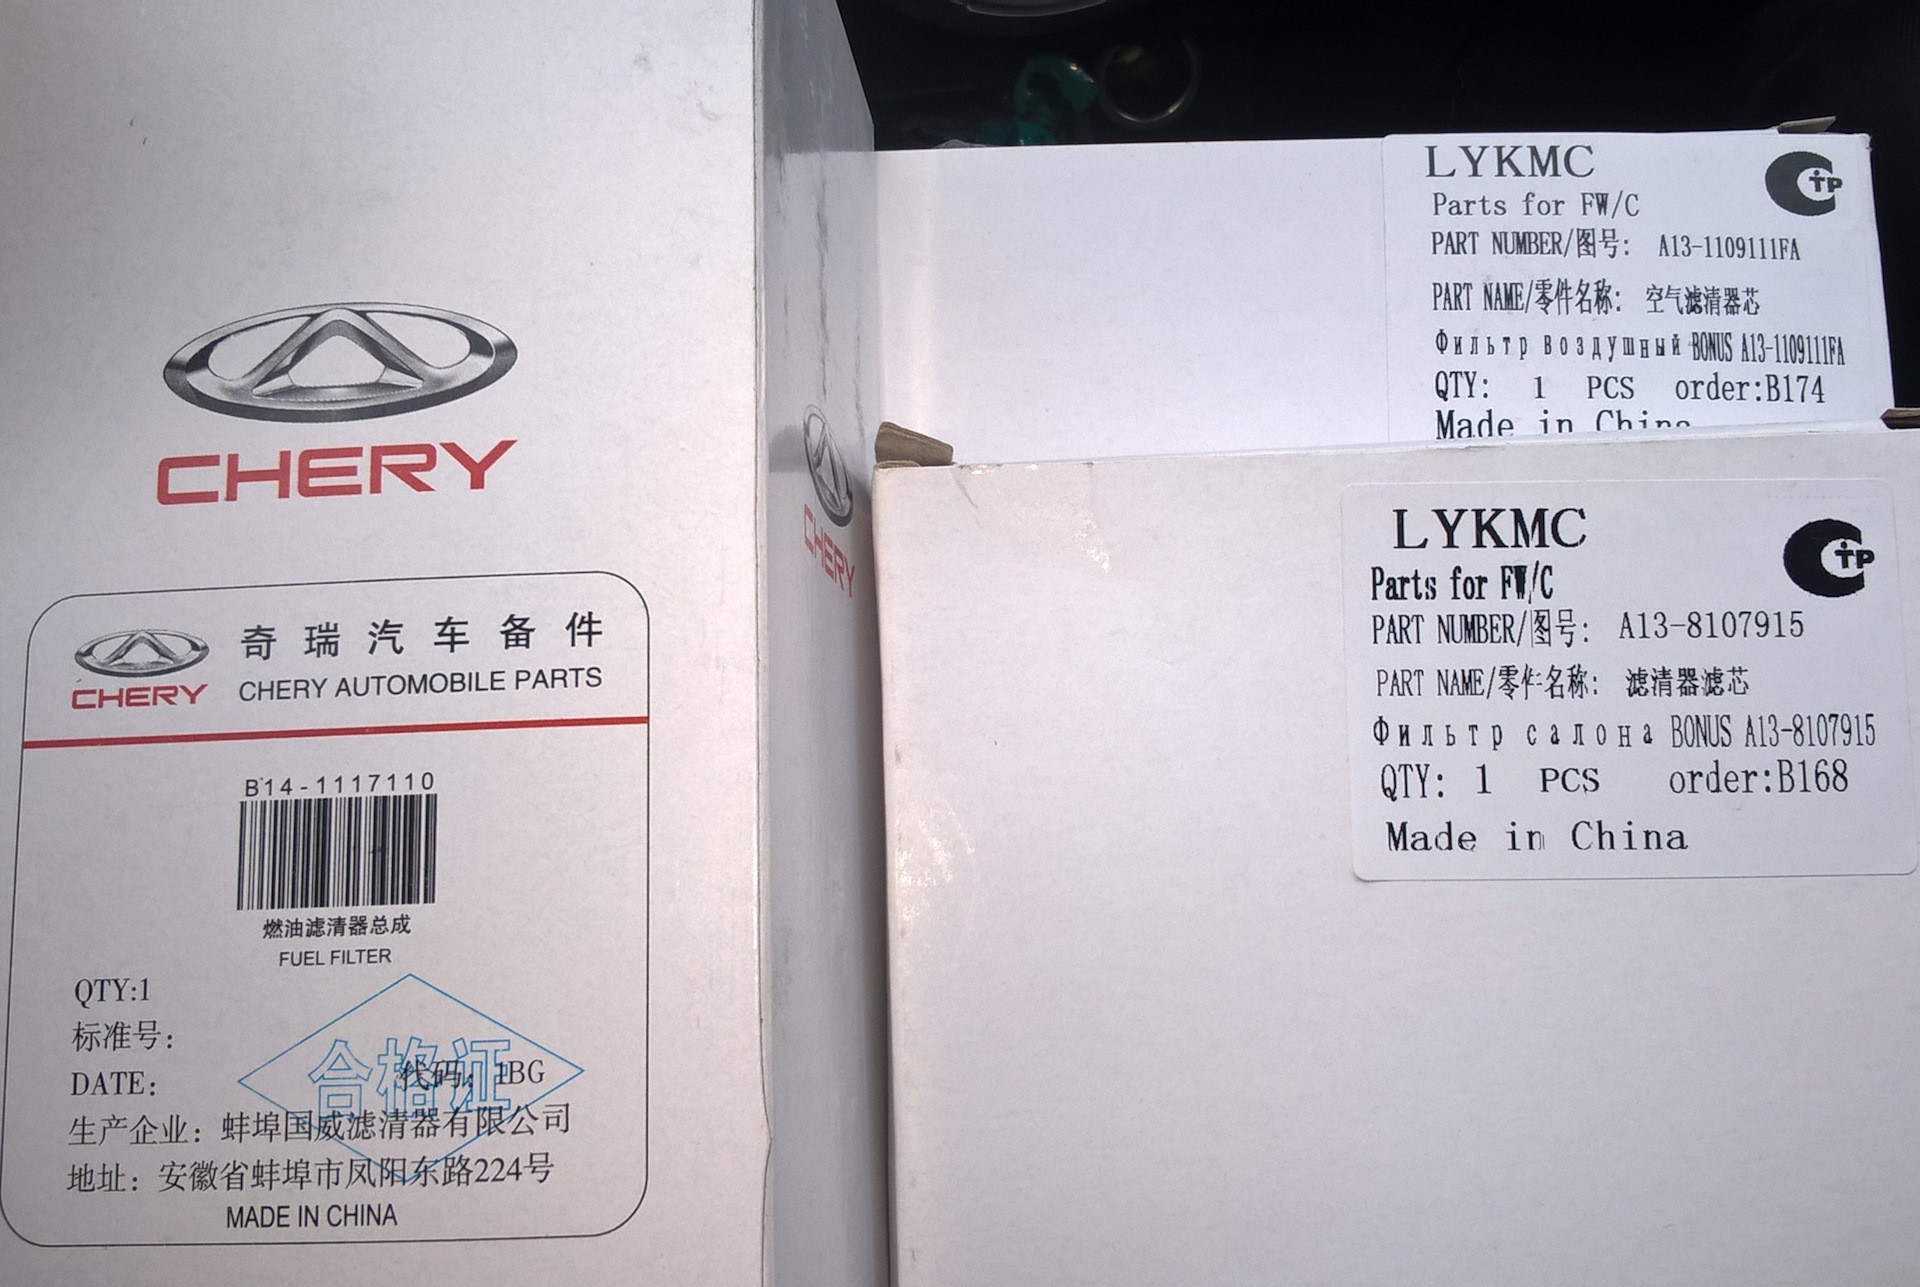 CHERY
CHERY
奇瑞汽车备件
CHERY AUTOMOBILE PARTS
B14-1117110
燃油滤清器总成
FUEL FILTER
QTY:1
标准号:
DATE:
合格证
代码: 1BG
生产企业: 蚌埠国威滤清器有限公司
地址: 安徽省蚌埠市凤阳东路224号
MADE IN CHINA
CHERY
LYKMC
Parts for FW/C
PART NUMBER/图号: A13-1109111FA
PART NAME/零件名称: 空气滤清器芯
Фильтр воздушный BONUS A13-1109111FA
QTY: 1 PCS order:B174
Made in China
СТР
LYKMC
Parts for FW/C
PART NUMBER/图号: A13-8107915
PART NAME/零件名称: 滤清器滤芯
Фильтр салона BONUS A13-8107915
QTY: 1 PCS order:B168
Made in China
СТР